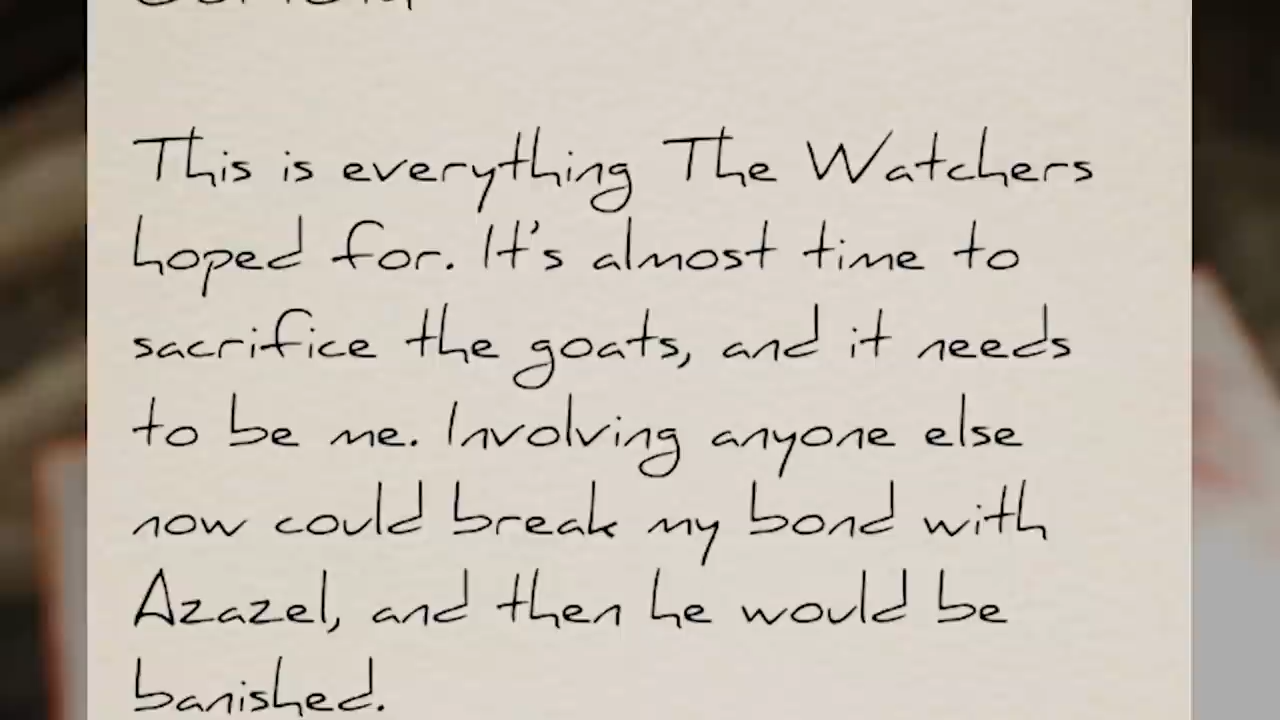 This is everything The Watchers
hoped for. It's almost time to
sacrifice the goats, and it needs
to be me. Involving anyone else
now could break my bond with
Azazel, and then he would be
banished.